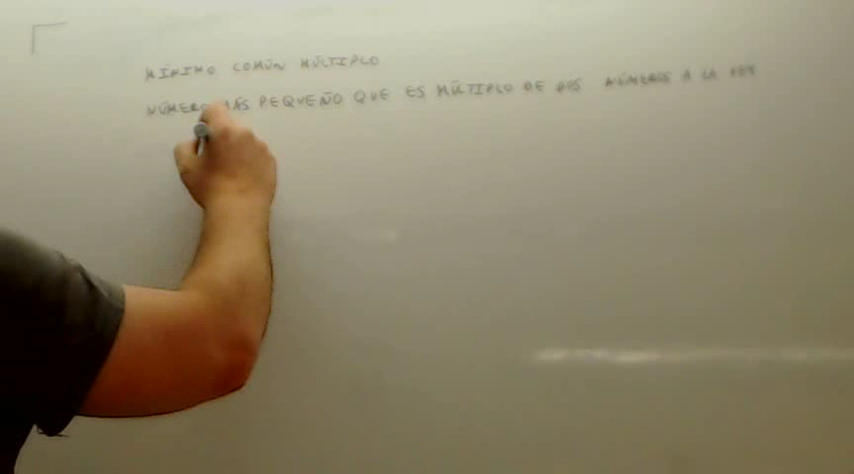 MÍNIMO COMÚN MÚLTIPLO
NÚMERO MÁS PEQUEÑO QUE ES MÚLTIPLO DE DOS NÚMEROS A LA VEZ